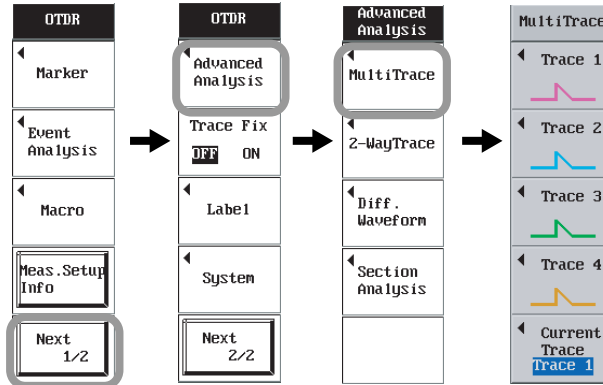 OTDR
Marker
Event
Analysis
Macro
Meas.Setup
Info
Next
1/2
OTDR
Advanced
Analysis
Trace Fix
OFF ON
Label
System
Next
2/2
Advanced
Analysis
MultiTrace
2-WayTrace
Diff.
Waveform
Section
Analysis
MultiTrace
Trace 1
Trace 2
Trace 3
Trace 4
Current
Trace
Trace 1